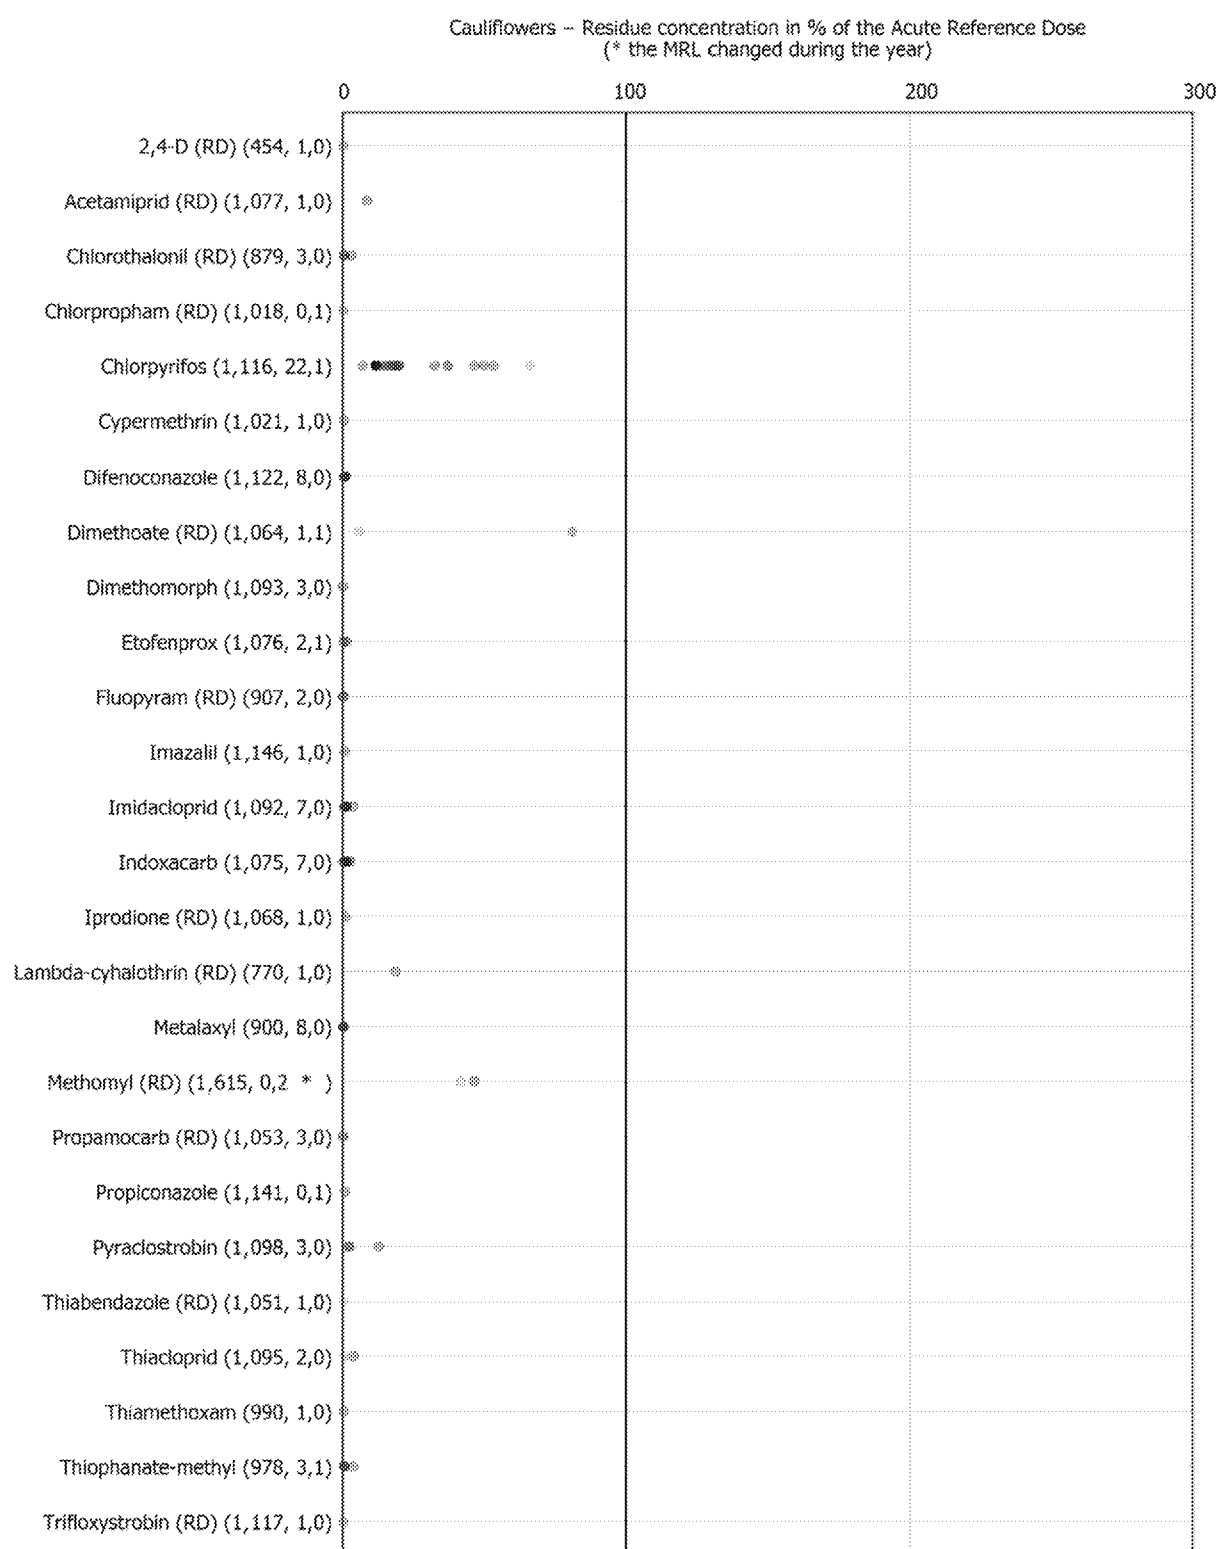 Cauliflowers – Residue concentration in % of the Acute Reference Dose
(* the MRL changed during the year)
0 100 200 300
2,4-D (RD) (454, 1,0)
Acetamiprid (RD) (1,077, 1,0)
Chlorothalonil (RD) (879, 3,0)
Chlorpropham (RD) (1,018, 0,1)
Chlorpyrifos (1,116, 22,1)
Cypermethrin (1,021, 1,0)
Difenoconazole (1,122, 8,0)
Dimethoate (RD) (1,064, 1,1)
Dimethomorph (1,093, 3,0)
Etofenprox (1,076, 2,1)
Fluopyram (RD) (907, 2,0)
Imazalil (1,146, 1,0)
Imidacloprid (1,092, 7,0)
Indoxacarb (1,075, 7,0)
Iprodione (RD) (1,068, 1,0)
Lambda-cyhalothrin (RD) (770, 1,0)
Metalaxyl (900, 8,0)
Methomyl (RD) (1,615, 0,2 * )
Propamocarb (RD) (1,053, 3,0)
Propiconazole (1,141, 0,1)
Pyraclostrobin (1,098, 3,0)
Thiabendazole (RD) (1,051, 1,0)
Thiacloprid (1,095, 2,0)
Thiamethoxam (990, 1,0)
Thiophanate-methyl (978, 3,1)
Trifloxystrobin (RD) (1,117, 1,0)